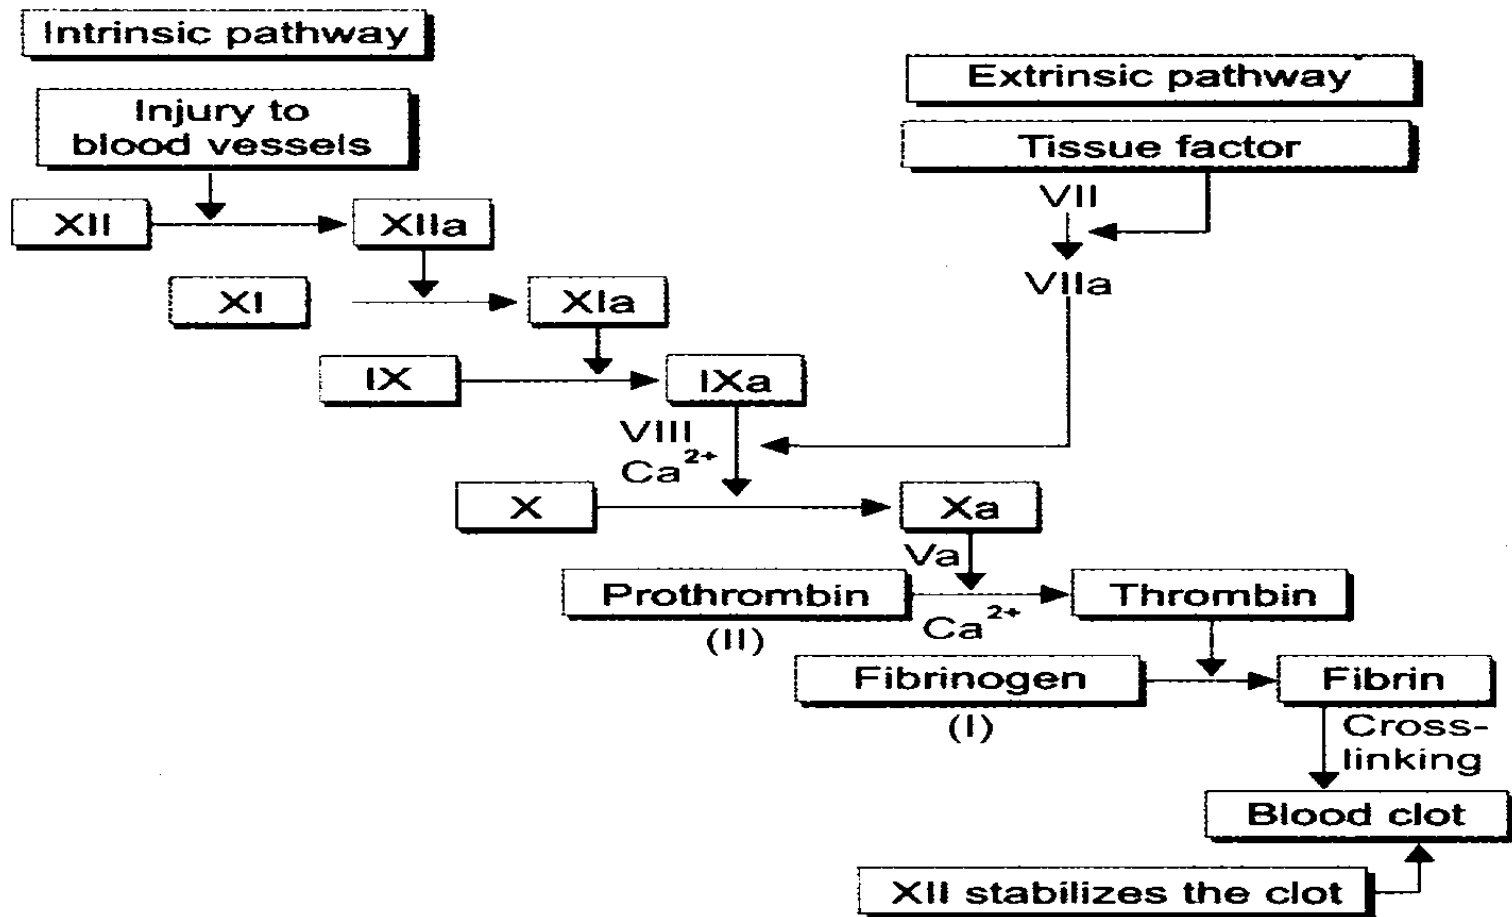 Intrinsic pathway
Extrinsic pathway
Injury to
blood vessels
Tissue factor
VII
XII
XIIa
VIIa
XI
XIa
IX
IXa
VIII
Ca²⁺
X
Xa
Va
Prothrombin
Thrombin
(II)
Ca²⁺
Fibrinogen
Fibrin
(I)
Cross-
linking
Blood clot
XII stabilizes the clot